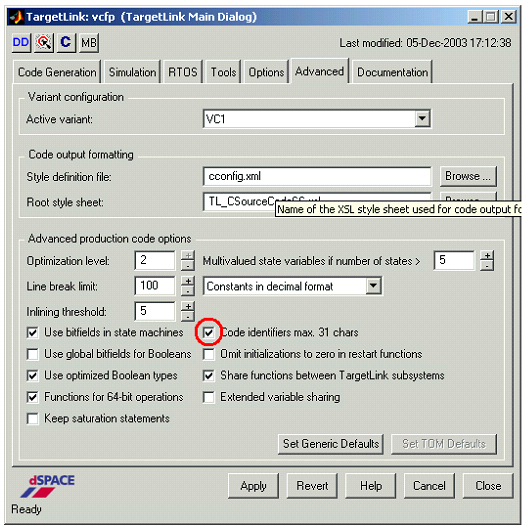 TargetLink: vcfp (TargetLink Main Dialog)
DD C MB Last modified: 05-Dec-2003 17:12:38
Code Generation Simulation RTOS Tools Options Advanced Documentation
Variant configuration
Active variant: VC1
Code output formatting
Style definition file: cconfig.xml Browse ...
Root style sheet:
Name of the XSL style sheet used for code output
Advanced production code options
Optimization level: 2 Multivalued state variables if number of states > 5
Line break limit: 100 Constants in decimal format
Inlining threshold: 5
Use bitfields in state machines Code identifiers max. 31 chars
Use global bitfields for Booleans Omit initializations to zero in restart functions
Use optimized Boolean types Share functions between TargetLink subsystems
Functions for 64-bit operations Extended variable sharing
Keep saturation statements
Set Generic Defaults Set TOM Defaults
dSPACE Apply Revert Help Cancel Close
Ready